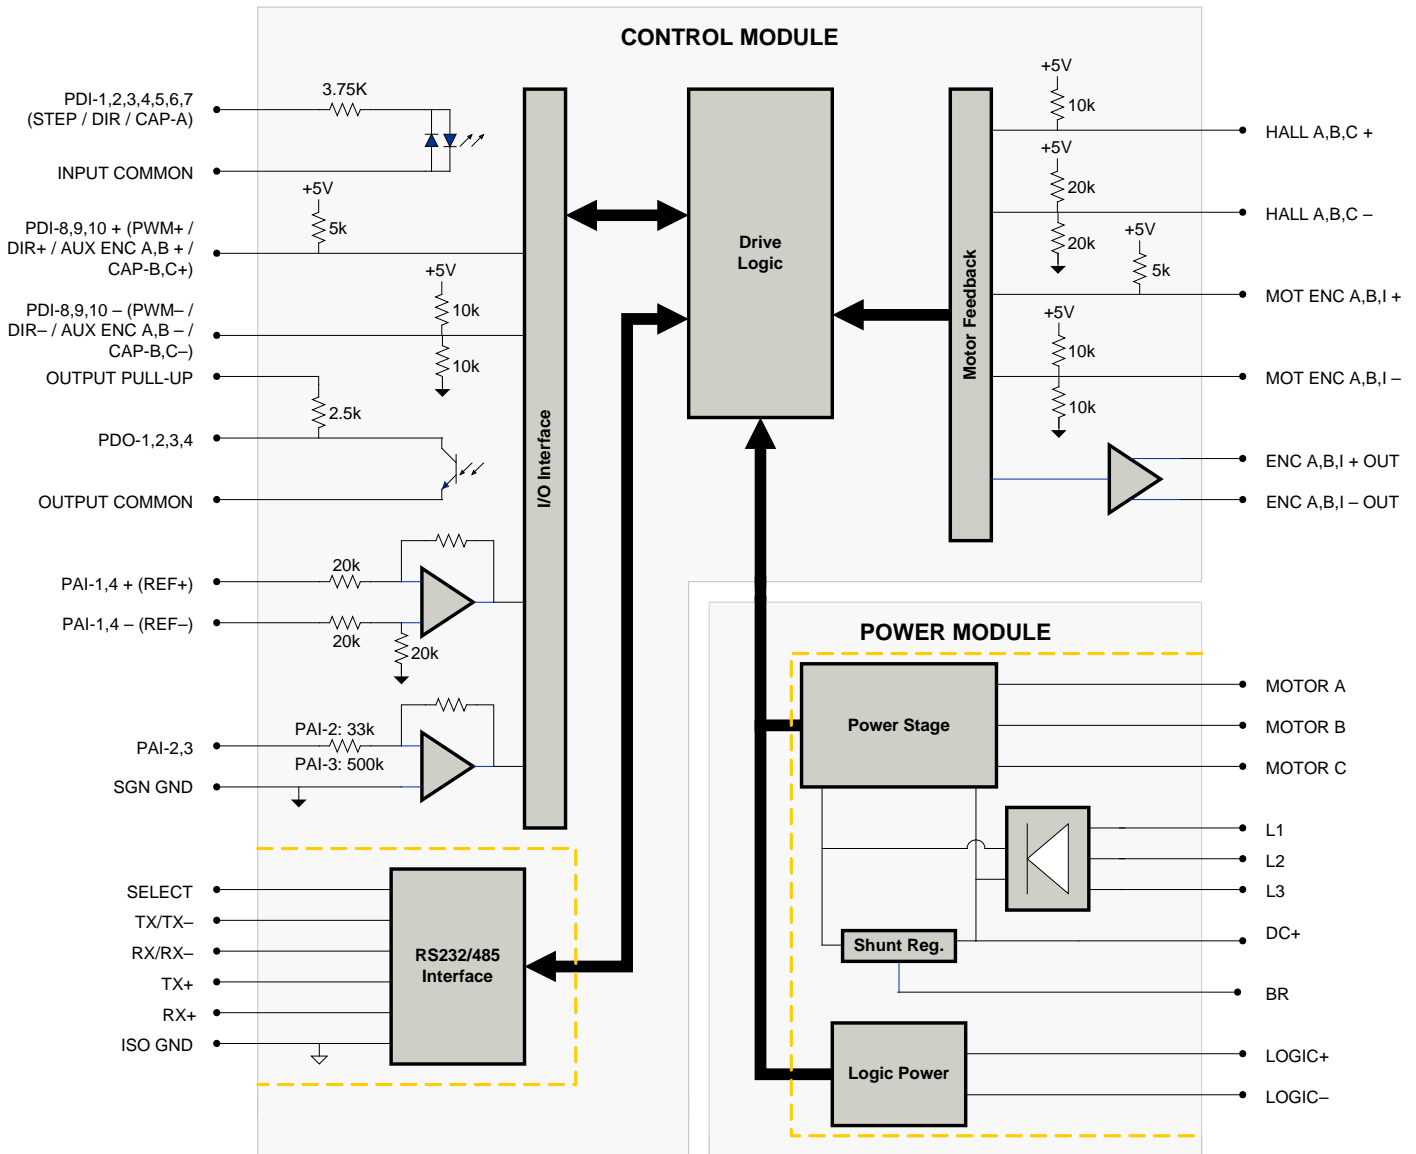 CONTROL MODULE
PDI-1,2,3,4,5,6,7
(STEP / DIR / CAP-A)
3.75K
INPUT COMMON
+5V
5k
PDI-8,9,10 + (PWM+ /
DIR+ / AUX ENC A,B + /
CAP-B,C+)
+5V
10k
10k
PDI-8,9,10 – (PWM– /
DIR– / AUX ENC A,B – /
CAP-B,C–)
OUTPUT PULL-UP
2.5k
PDO-1,2,3,4
OUTPUT COMMON
PAI-1,4 + (REF+)
20k
PAI-1,4 – (REF–)
20k
20k
PAI-2,3
PAI-2: 33k
PAI-3: 500k
SGN GND
I/O Interface
SELECT
TX/TX–
RX/RX–
TX+
RX+
ISO GND
RS232/485
Interface
Drive
Logic
Motor Feedback
+5V
10k
HALL A,B,C +
+5V
20k
HALL A,B,C –
20k
+5V
5k
MOT ENC A,B,I +
+5V
10k
MOT ENC A,B,I –
10k
ENC A,B,I + OUT
ENC A,B,I – OUT
POWER MODULE
Power Stage
MOTOR A
MOTOR B
MOTOR C
L1
L2
L3
Shunt Reg.
DC+
BR
Logic Power
LOGIC+
LOGIC–